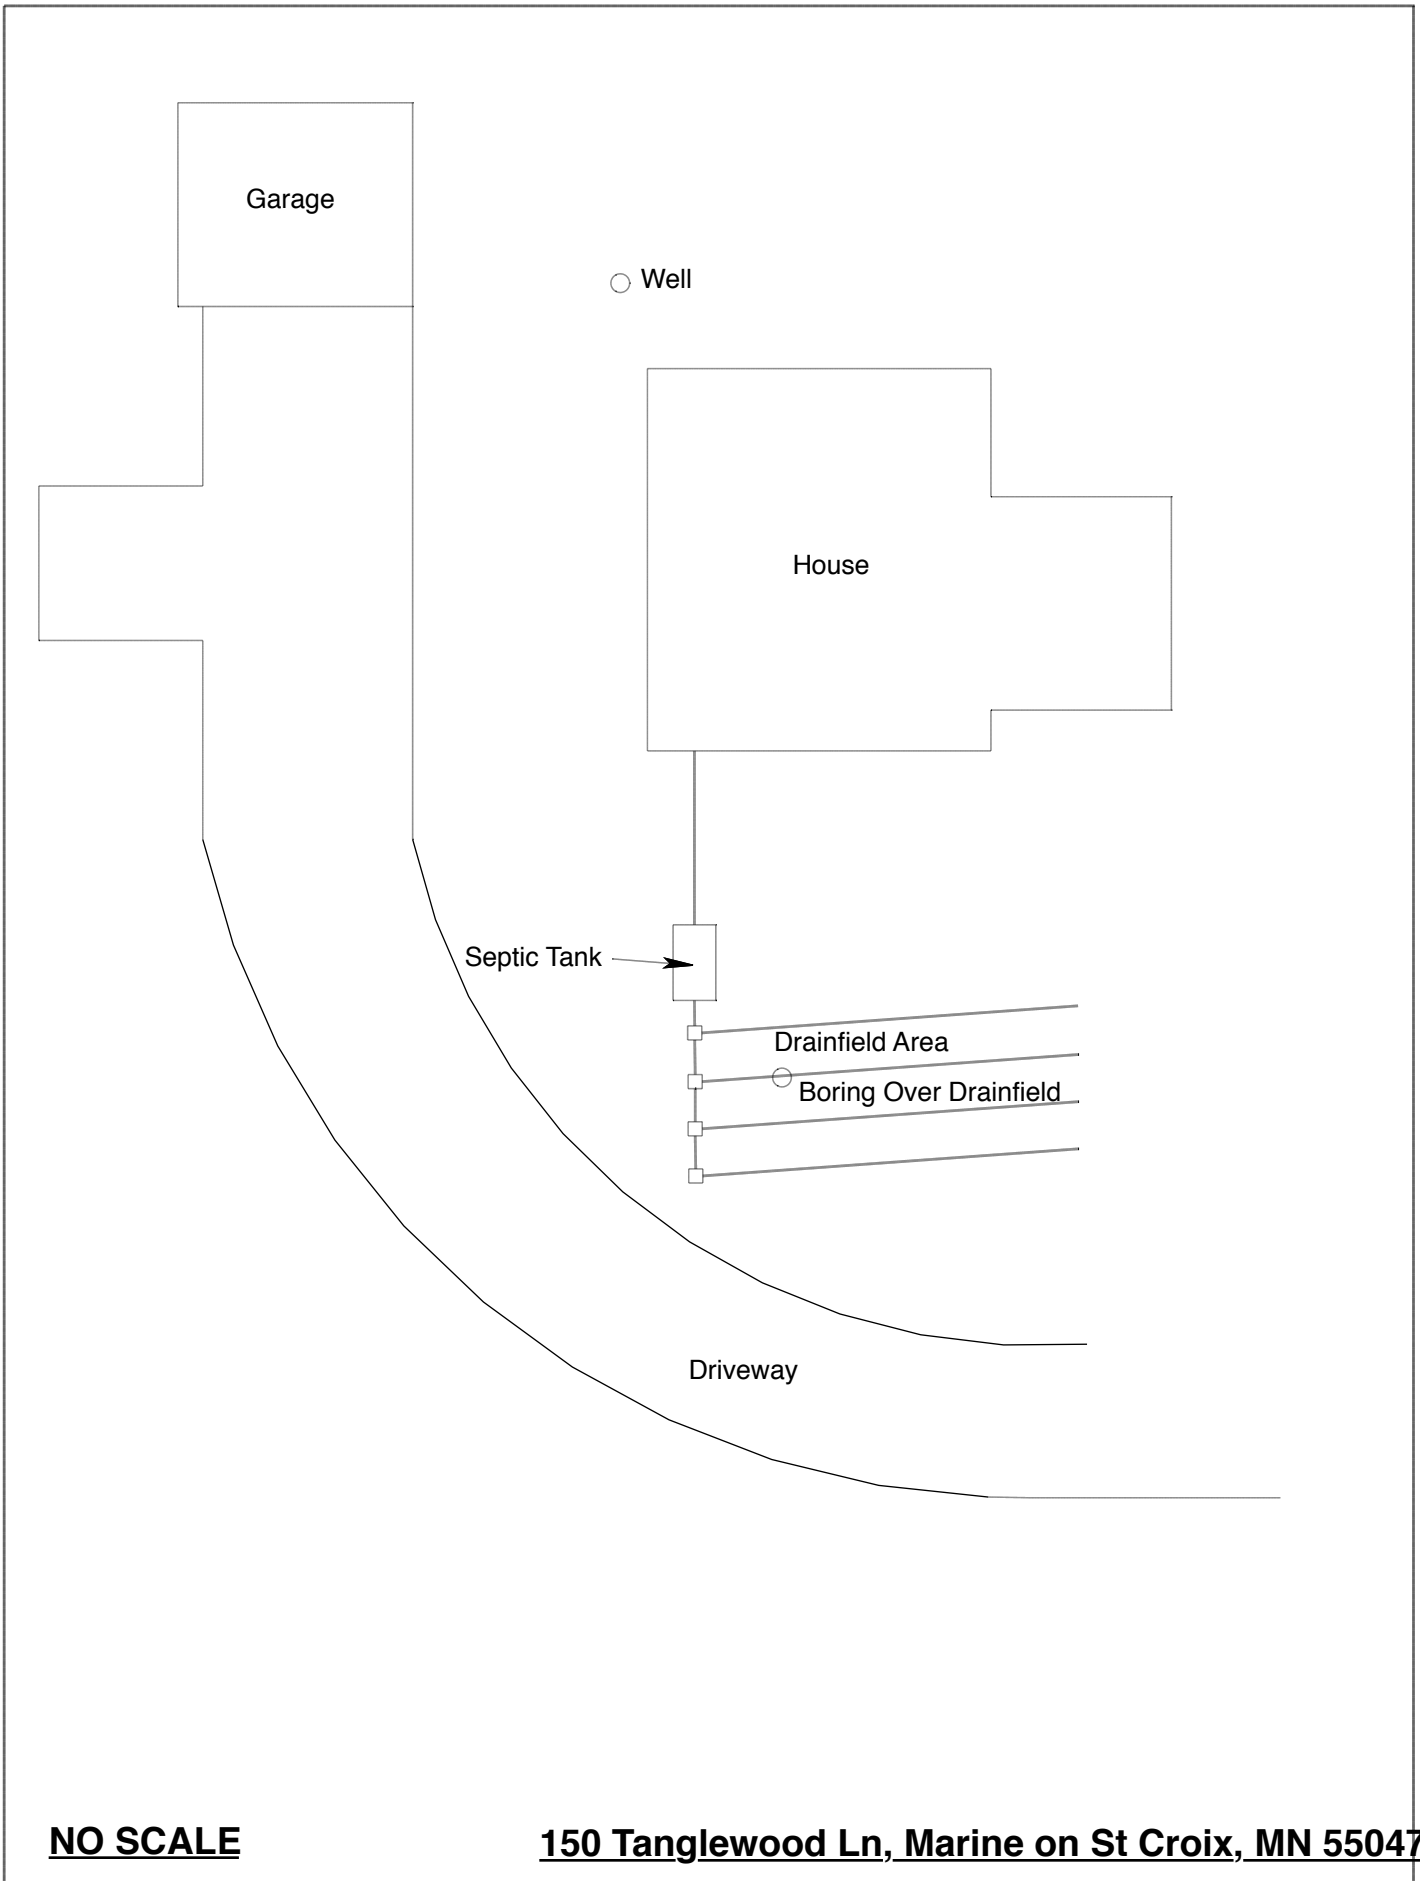 Garage
Well
House
Septic Tank
Drainfield Area
Boring Over Drainfield
Driveway
NO SCALE
150 Tanglewood Ln, Marine on St Croix, MN 55047